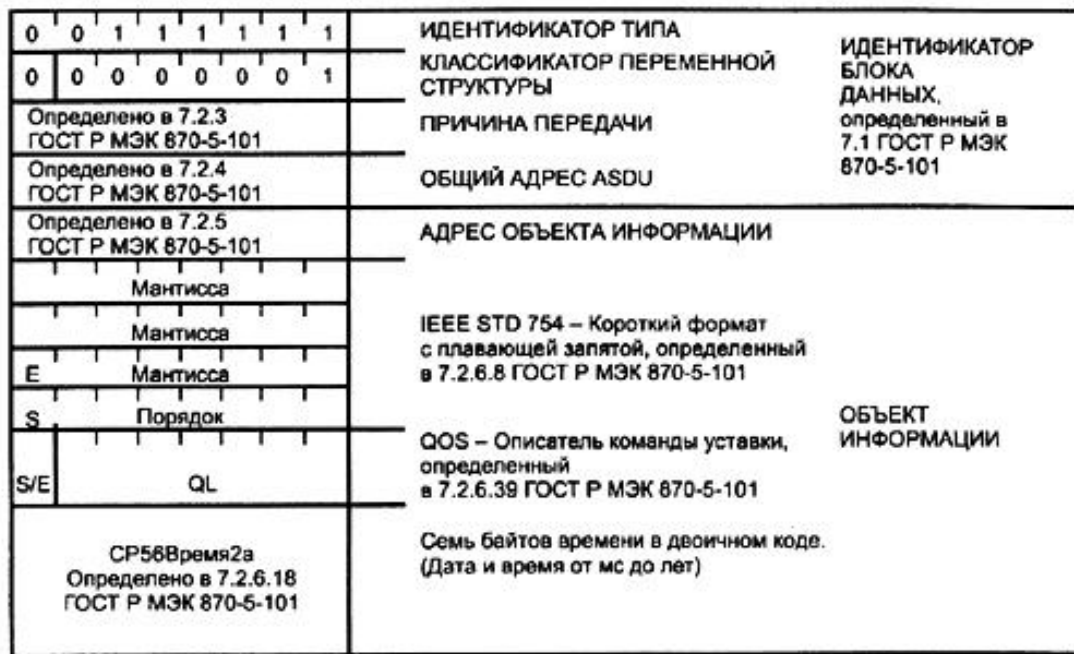 0 0 1 1 1 1 1 1
ИДЕНТИФИКАТОР ТИПА
0 0 0 0 0 0 0 1
КЛАССИФИКАТОР ПЕРЕМЕННОЙ
СТРУКТУРЫ
Определено в 7.2.3
ГОСТ Р МЭК 870-5-101
ПРИЧИНА ПЕРЕДАЧИ
Определено в 7.2.4
ГОСТ Р МЭК 870-5-101
ОБЩИЙ АДРЕС ASDU
ИДЕНТИФИКАТОР
БЛОКА
ДАННЫХ,
определенный в
7.1 ГОСТ Р МЭК
870-5-101
Определено в 7.2.5
ГОСТ Р МЭК 870-5-101
АДРЕС ОБЪЕКТА ИНФОРМАЦИИ
Мантисса
Мантисса
E Мантисса
S Порядок
IEEE STD 754 – Короткий формат
с плавающей запятой, определенный
в 7.2.6.8 ГОСТ Р МЭК 870-5-101
S/E QL
QOS – Описатель команды уставки,
определенный
в 7.2.6.39 ГОСТ Р МЭК 870-5-101
ОБЪЕКТ
ИНФОРМАЦИИ
СР56Время2а
Определено в 7.2.6.18
ГОСТ Р МЭК 870-5-101
Семь байтов времени в двоичном коде.
(Дата и время от мс до лет)